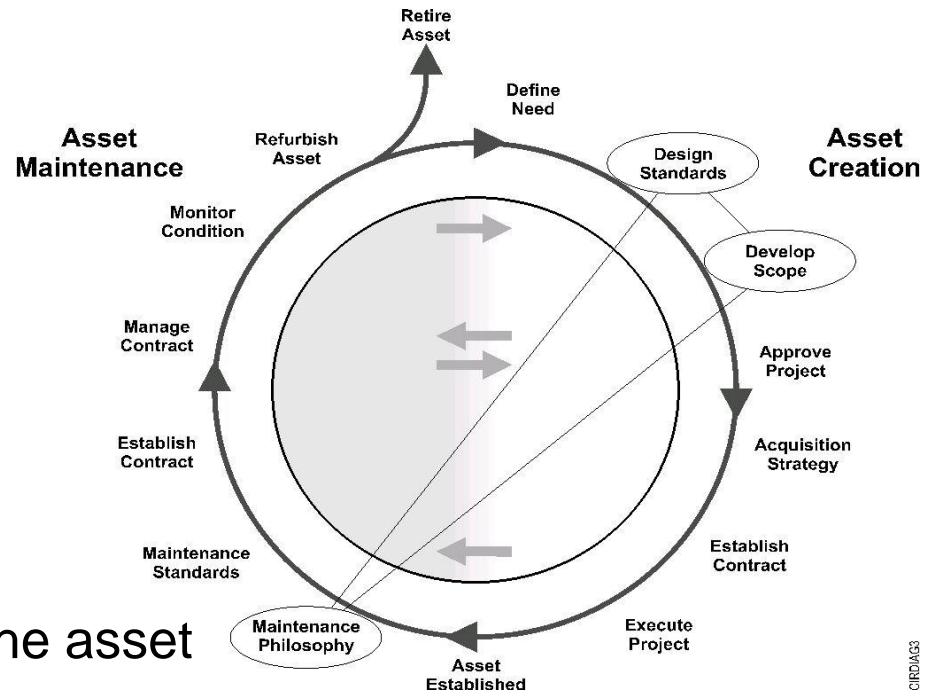 Retire
Asset
Define
Need
Refurbish
Asset
Asset
Maintenance
Asset
Creation
Design
Standards
Monitor
Condition
Develop
Scope
Manage
Contract
Approve
Project
Establish
Contract
Acquisition
Strategy
Maintenance
Standards
Establish
Contract
Execute
Project
Maintenance
Philosophy
Asset
Established
ne asset
CIRDIAG3